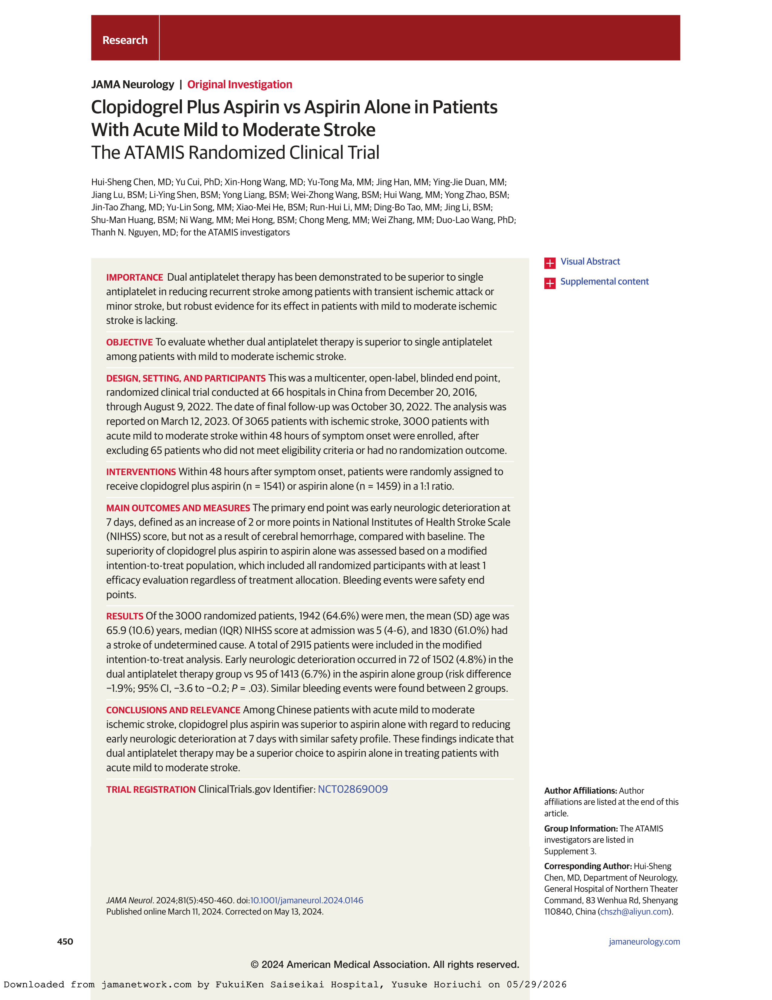 Research
JAMA Neurology | Original Investigation
Clopidogrel Plus Aspirin vs Aspirin Alone in Patients
With Acute Mild to Moderate Stroke
The ATAMIS Randomized Clinical Trial
Hui-Sheng Chen, MD; Yu Cui, PhD; Xin-Hong Wang, MD; Yu-Tong Ma, MM; Jing Han, MM; Ying-Jie Duan, MM;
Jiang Lu, BSM; Li-Ying Shen, BSM; Yong Liang, BSM; Wei-Zhong Wang, BSM; Hui Wang, MM; Yong Zhao, BSM;
Jin-Tao Zhang, MD; Yu-Lin Song, MM; Xiao-Mei He, BSM; Run-Hui Li, MM; Ding-Bo Tao, MM; Jing Li, BSM;
Shu-Man Huang, BSM; Ni Wang, MM; Mei Hong, BSM; Chong Meng, MM; Wei Zhang, MM; Duo-Lao Wang, PhD;
Thanh N. Nguyen, MD; for the ATAMIS investigators
IMPORTANCE Dual antiplatelet therapy has been demonstrated to be superior to single
antiplatelet in reducing recurrent stroke among patients with transient ischemic attack or
minor stroke, but robust evidence for its effect in patients with mild to moderate ischemic
stroke is lacking.
OBJECTIVE To evaluate whether dual antiplatelet therapy is superior to single antiplatelet
among patients with mild to moderate ischemic stroke.
DESIGN, SETTING, AND PARTICIPANTS This was a multicenter, open-label, blinded end point,
randomized clinical trial conducted at 66 hospitals in China from December 20, 2016,
through August 9, 2022. The date of final follow-up was October 30, 2022. The analysis was
reported on March 12, 2023. Of 3065 patients with ischemic stroke, 3000 patients with
acute mild to moderate stroke within 48 hours of symptom onset were enrolled, after
excluding 65 patients who did not meet eligibility criteria or had no randomization outcome.
INTERVENTIONS Within 48 hours after symptom onset, patients were randomly assigned to
receive clopidogrel plus aspirin (n = 1541) or aspirin alone (n = 1459) in a 1:1 ratio.
MAIN OUTCOMES AND MEASURES The primary end point was early neurologic deterioration at
7 days, defined as an increase of 2 or more points in National Institutes of Health Stroke Scale
(NIHSS) score, but not as a result of cerebral hemorrhage, compared with baseline. The
superiority of clopidogrel plus aspirin to aspirin alone was assessed based on a modified
intention-to-treat population, which included all randomized participants with at least 1
efficacy evaluation regardless of treatment allocation. Bleeding events were safety end
points.
RESULTS Of the 3000 randomized patients, 1942 (64.6%) were men, the mean (SD) age was
65.9 (10.6) years, median (IQR) NIHSS score at admission was 5 (4-6), and 1830 (61.0%) had
a stroke of undetermined cause. A total of 2915 patients were included in the modified
intention-to-treat analysis. Early neurologic deterioration occurred in 72 of 1502 (4.8%) in the
dual antiplatelet therapy group vs 95 of 1413 (6.7%) in the aspirin alone group (risk difference
−1.9%; 95% CI, −3.6 to −0.2; P = .03). Similar bleeding events were found between 2 groups.
CONCLUSIONS AND RELEVANCE Among Chinese patients with acute mild to moderate
ischemic stroke, clopidogrel plus aspirin was superior to aspirin alone with regard to reducing
early neurologic deterioration at 7 days with similar safety profile. These findings indicate that
dual antiplatelet therapy may be a superior choice to aspirin alone in treating patients with
acute mild to moderate stroke.
TRIAL REGISTRATION ClinicalTrials.gov Identifier: NCT02869009
JAMA Neurol. 2024;81(5):450-460. doi:10.1001/jamaneurol.2024.0146
Published online March 11, 2024. Corrected on May 13, 2024.
Visual Abstract
Supplemental content
Author Affiliations: Author
affiliations are listed at the end of this
article.
Group Information: The ATAMIS
investigators are listed in
Supplement 3.
Corresponding Author: Hui-Sheng
Chen, MD, Department of Neurology,
General Hospital of Northern Theater
Command, 83 Wenhua Rd, Shenyang
110840, China (chszh@aliyun.com).
450
jamaneurology.com
© 2024 American Medical Association. All rights reserved.
Downloaded from jamanetwork.com by FukuiKen Saiseikai Hospital, Yusuke Horiuchi on 05/29/2026